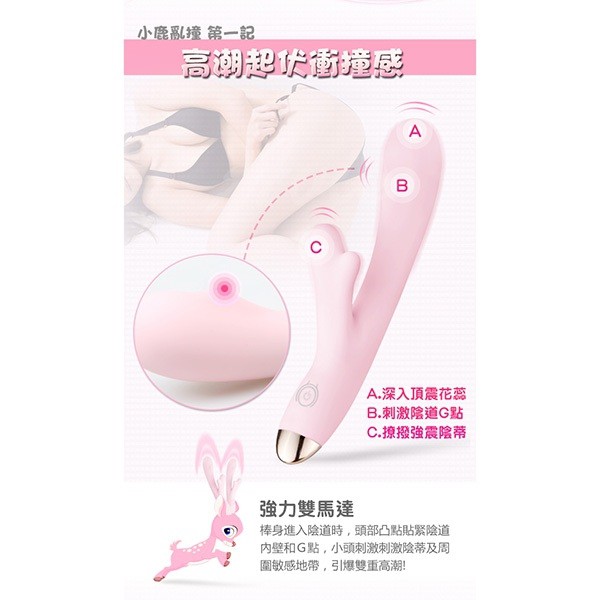 小鹿亂撞 第一記
高潮起伏衝撞感
A
B
C
A.深入頂震花蕊
B.刺激陰道G點
C.撩撥強震陰蒂
強力雙馬達
棒身進入陰道時，頭部凸點貼緊陰道
內壁和G點，小頭刺激刺激陰蒂及周
圍敏感地帶，引爆雙重高潮!